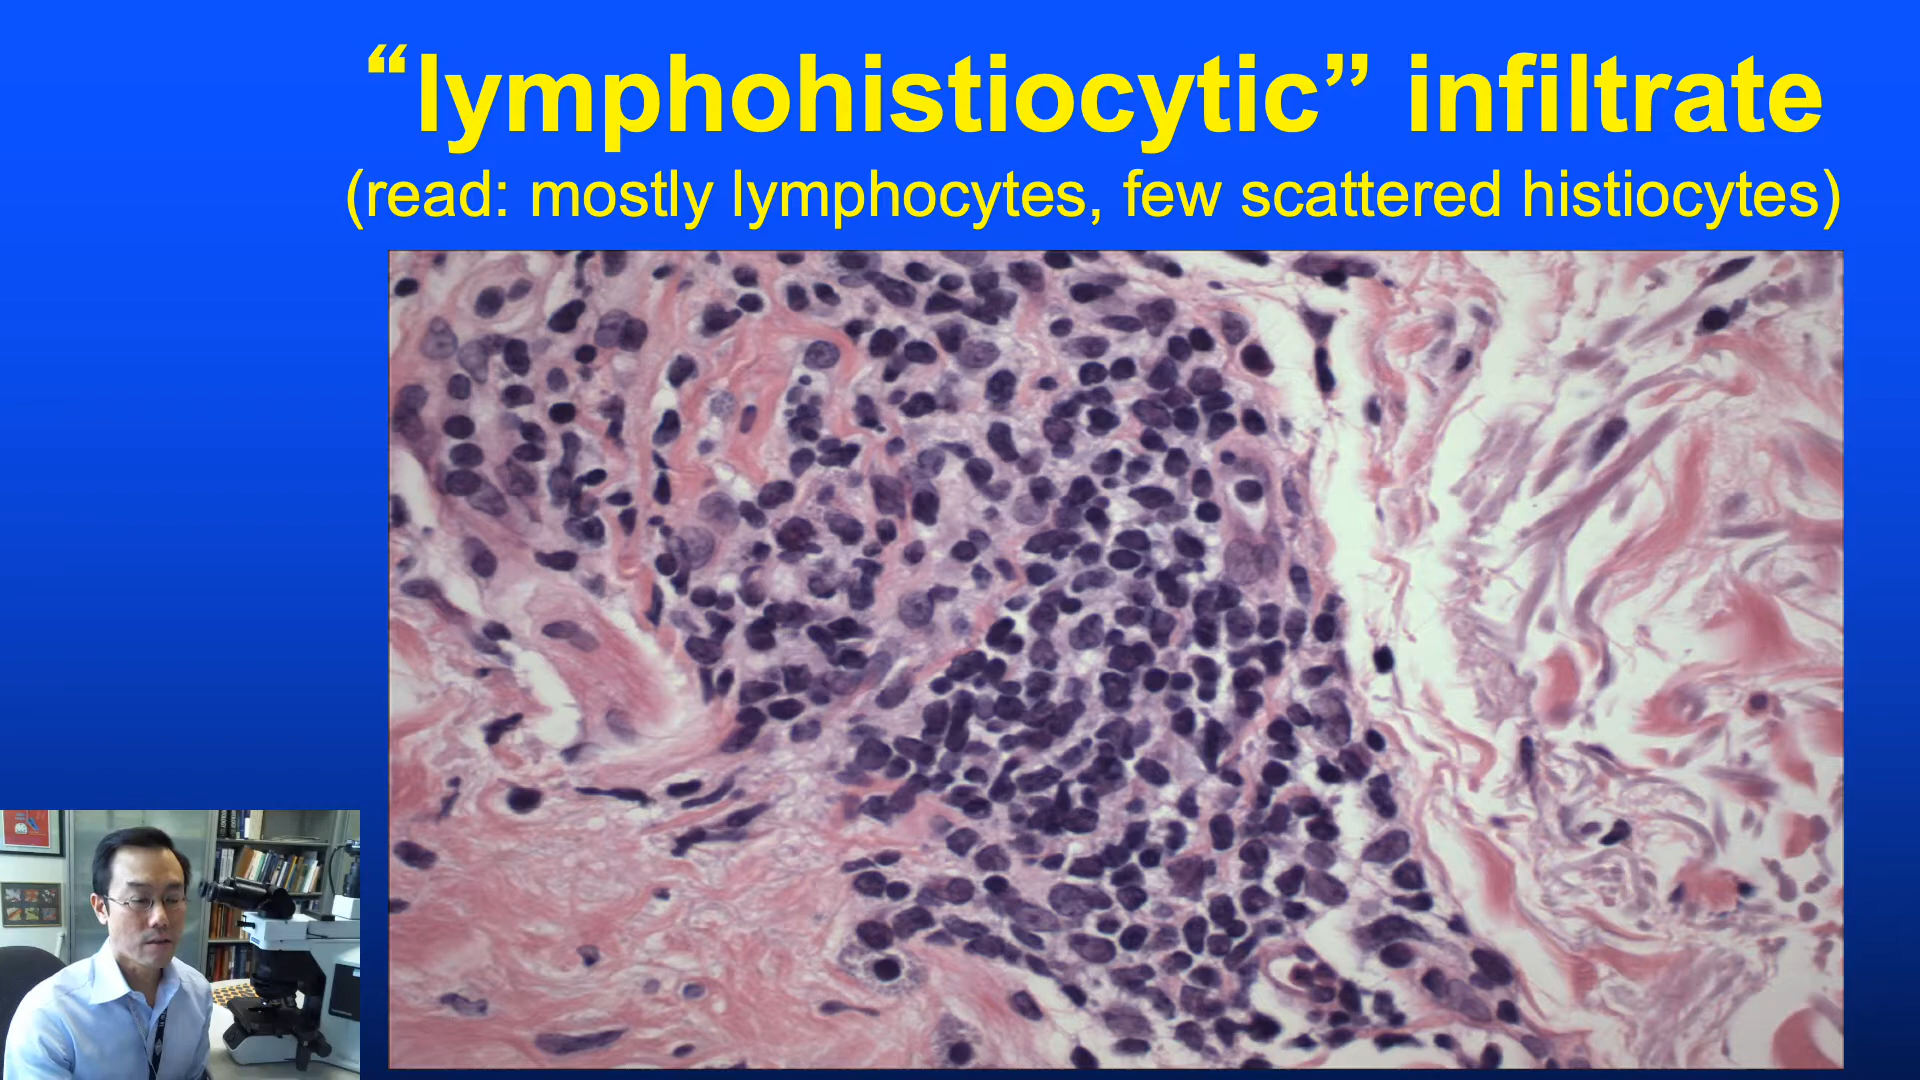 “lymphohistiocytic” infiltrate
(read: mostly lymphocytes, few scattered histiocytes)